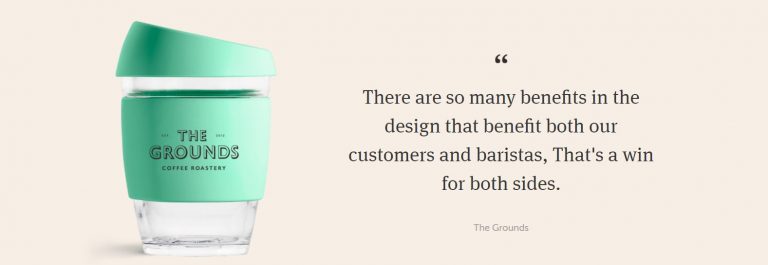 THE
EST 2012
GROUNDS
COFFEE ROASTERY
“
There are so many benefits in the
design that benefit both our
customers and baristas, That's a win
for both sides.
The Grounds